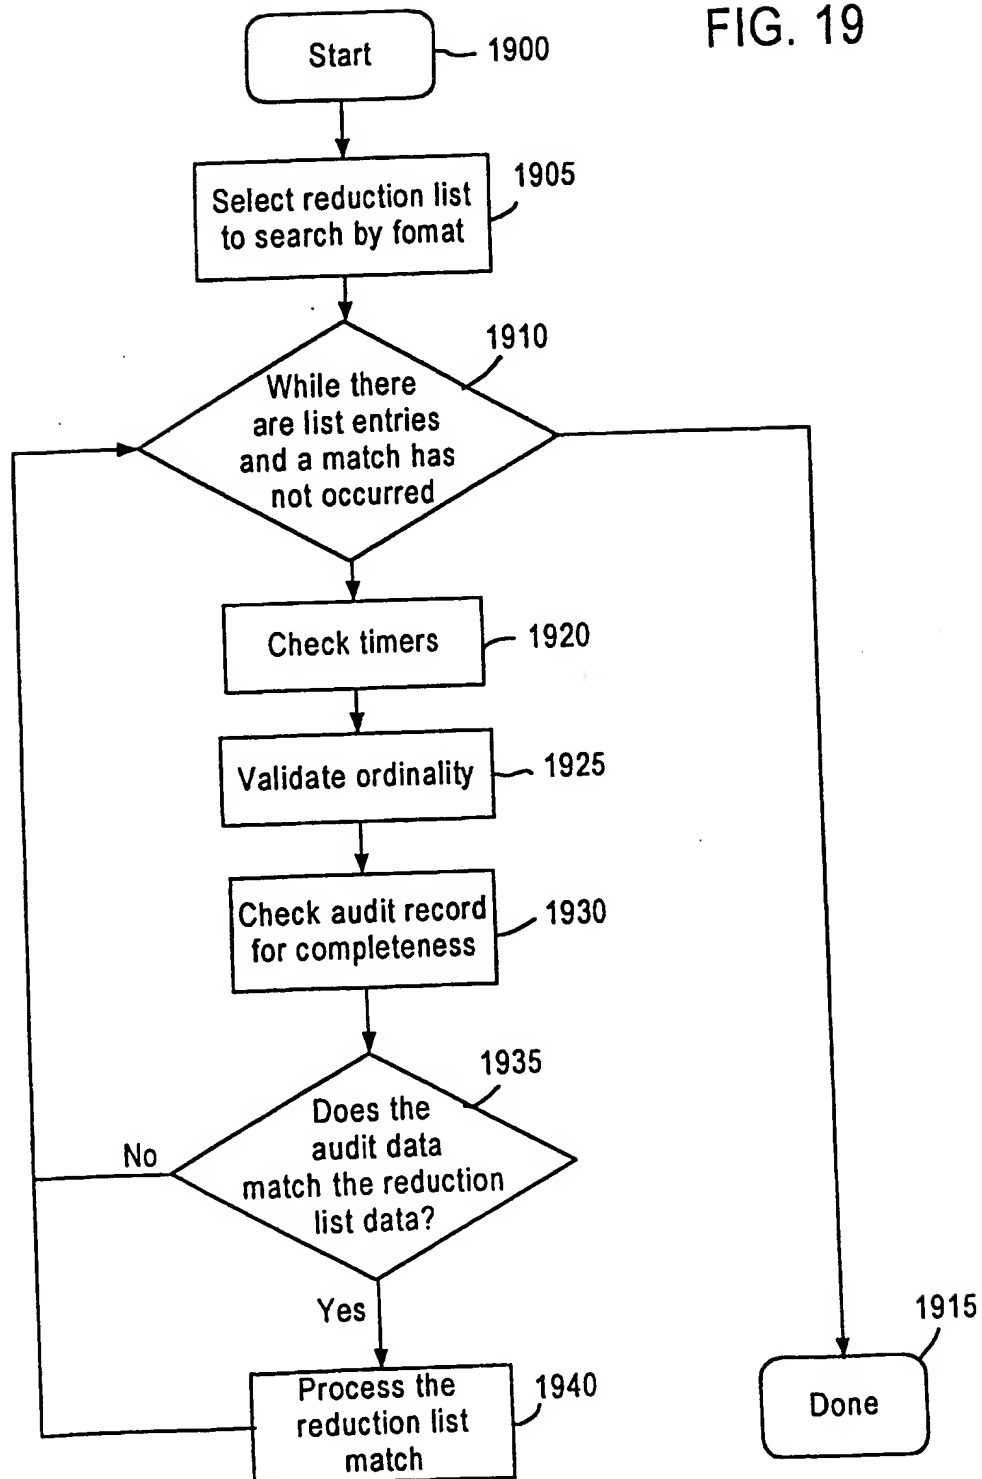 FIG. 19
Start
1900
Select reduction list
to search by fomat
1905
1910
While there
are list entries
and a match has
not occurred
Check timers
1920
Validate ordinality
1925
Check audit record
for completeness
1930
1935
Does the
audit data
match the reduction
list data?
No
Yes
Process the
reduction list
match
1940
1915
Done